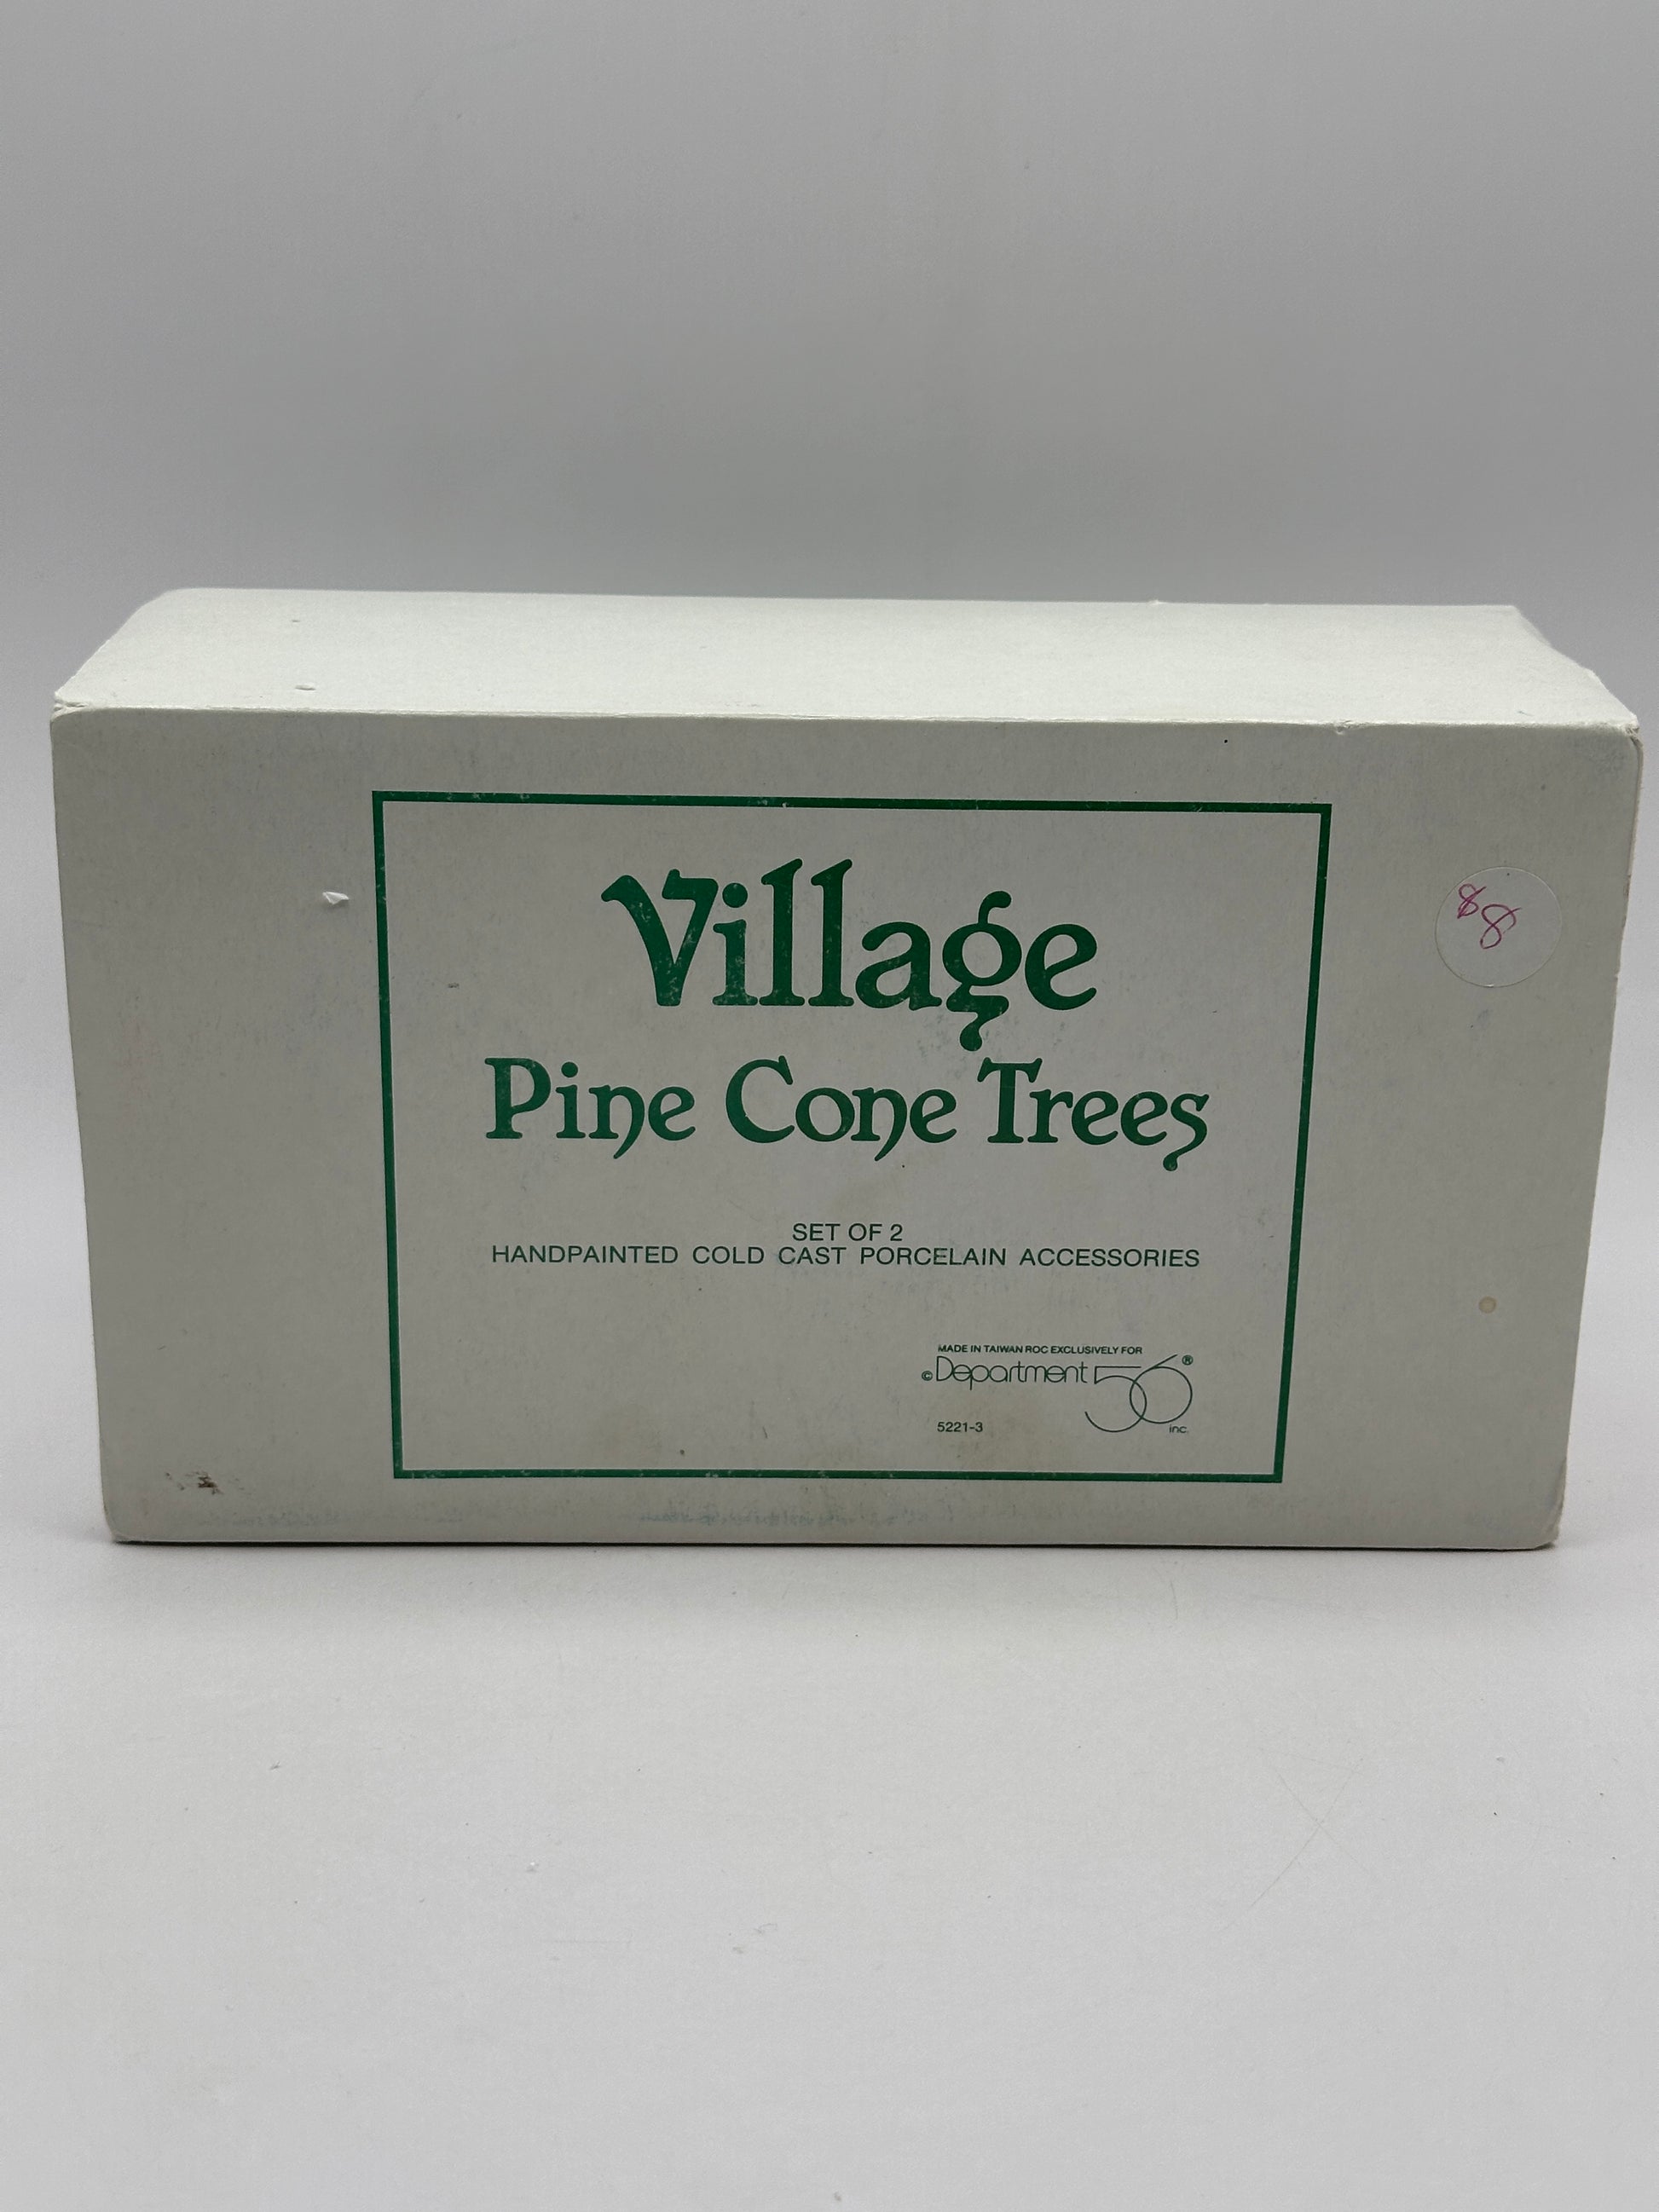 Village
Pine Cone Trees
$8
SET OF 2
HANDPAINTED COLD CAST PORCELAIN ACCESSORIES
MADE IN TAIWAN ROC EXCLUSIVELY FOR
©Department 56®
5221-3
inc.